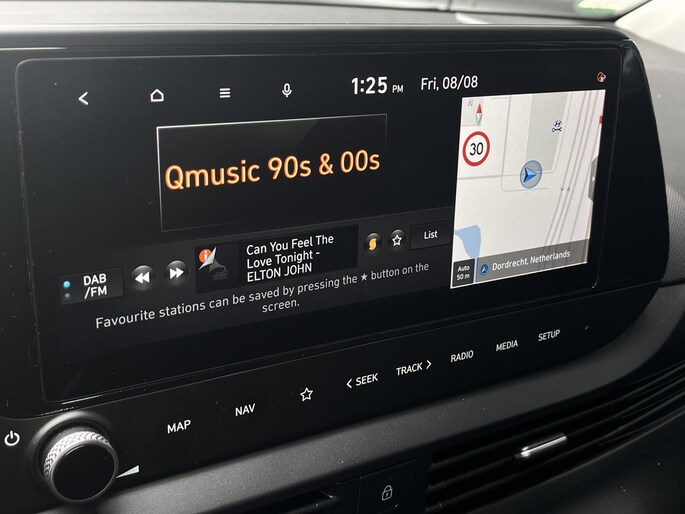 1:25 PM Fri, 08/08
Qmusic 90s & 00s
30
Can You Feel The
Love Tonight -
ELTON JOHN
List
DAB
/FM
Auto
50 m
Dordrecht, Netherlands
Favourite stations can be saved by pressing the ★ button on the
screen.
MAP
NAV
< SEEK
TRACK >
RADIO
MEDIA
SETUP